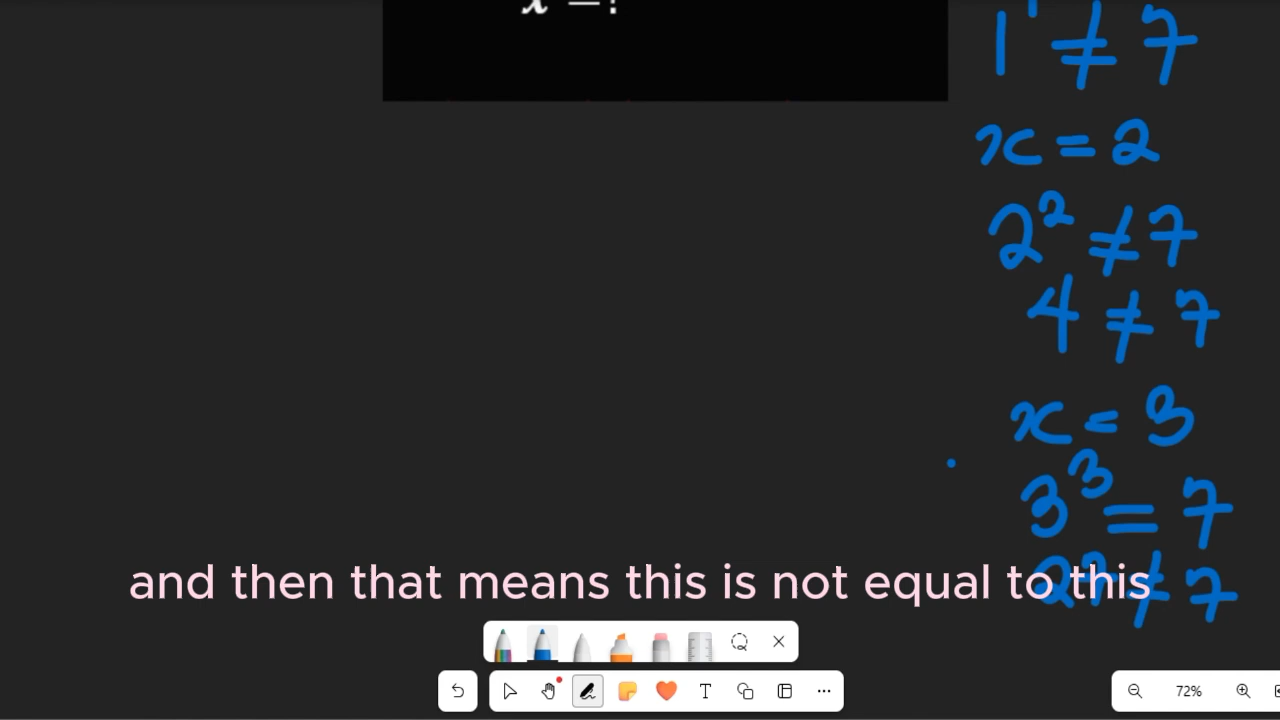 x =?
1¹ ≠ 7
x = 2
2² ≠ 7
4 ≠ 7
x = 3
3³ = 7
27 ≠ 7
and then that means this is not equal to this
T
72%